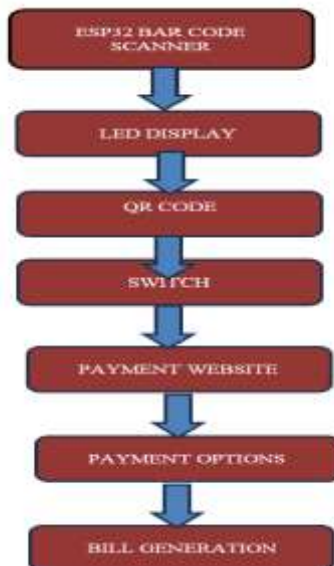 ESP32 BAR CODE
SCANNER
LED DISPLAY
QR CODE
SWITCH
PAYMENT WEBSITE
PAYMENT OPTIONS
BILL GENERATION